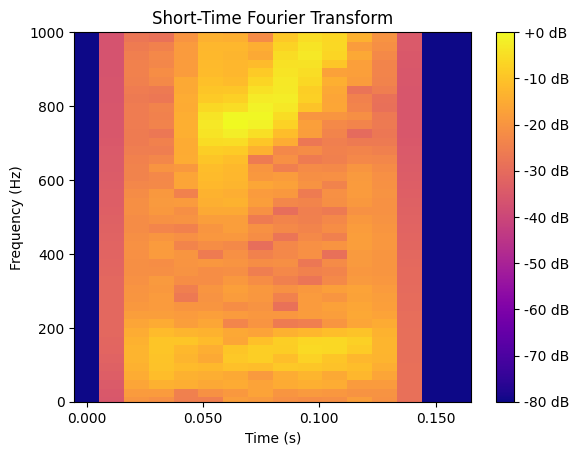 Short-Time Fourier Transform
1000
800
600
400
200
0
Frequency (Hz)
0.000
0.050
0.100
0.150
Time (s)
+0 dB
-10 dB
-20 dB
-30 dB
-40 dB
-50 dB
-60 dB
-70 dB
-80 dB